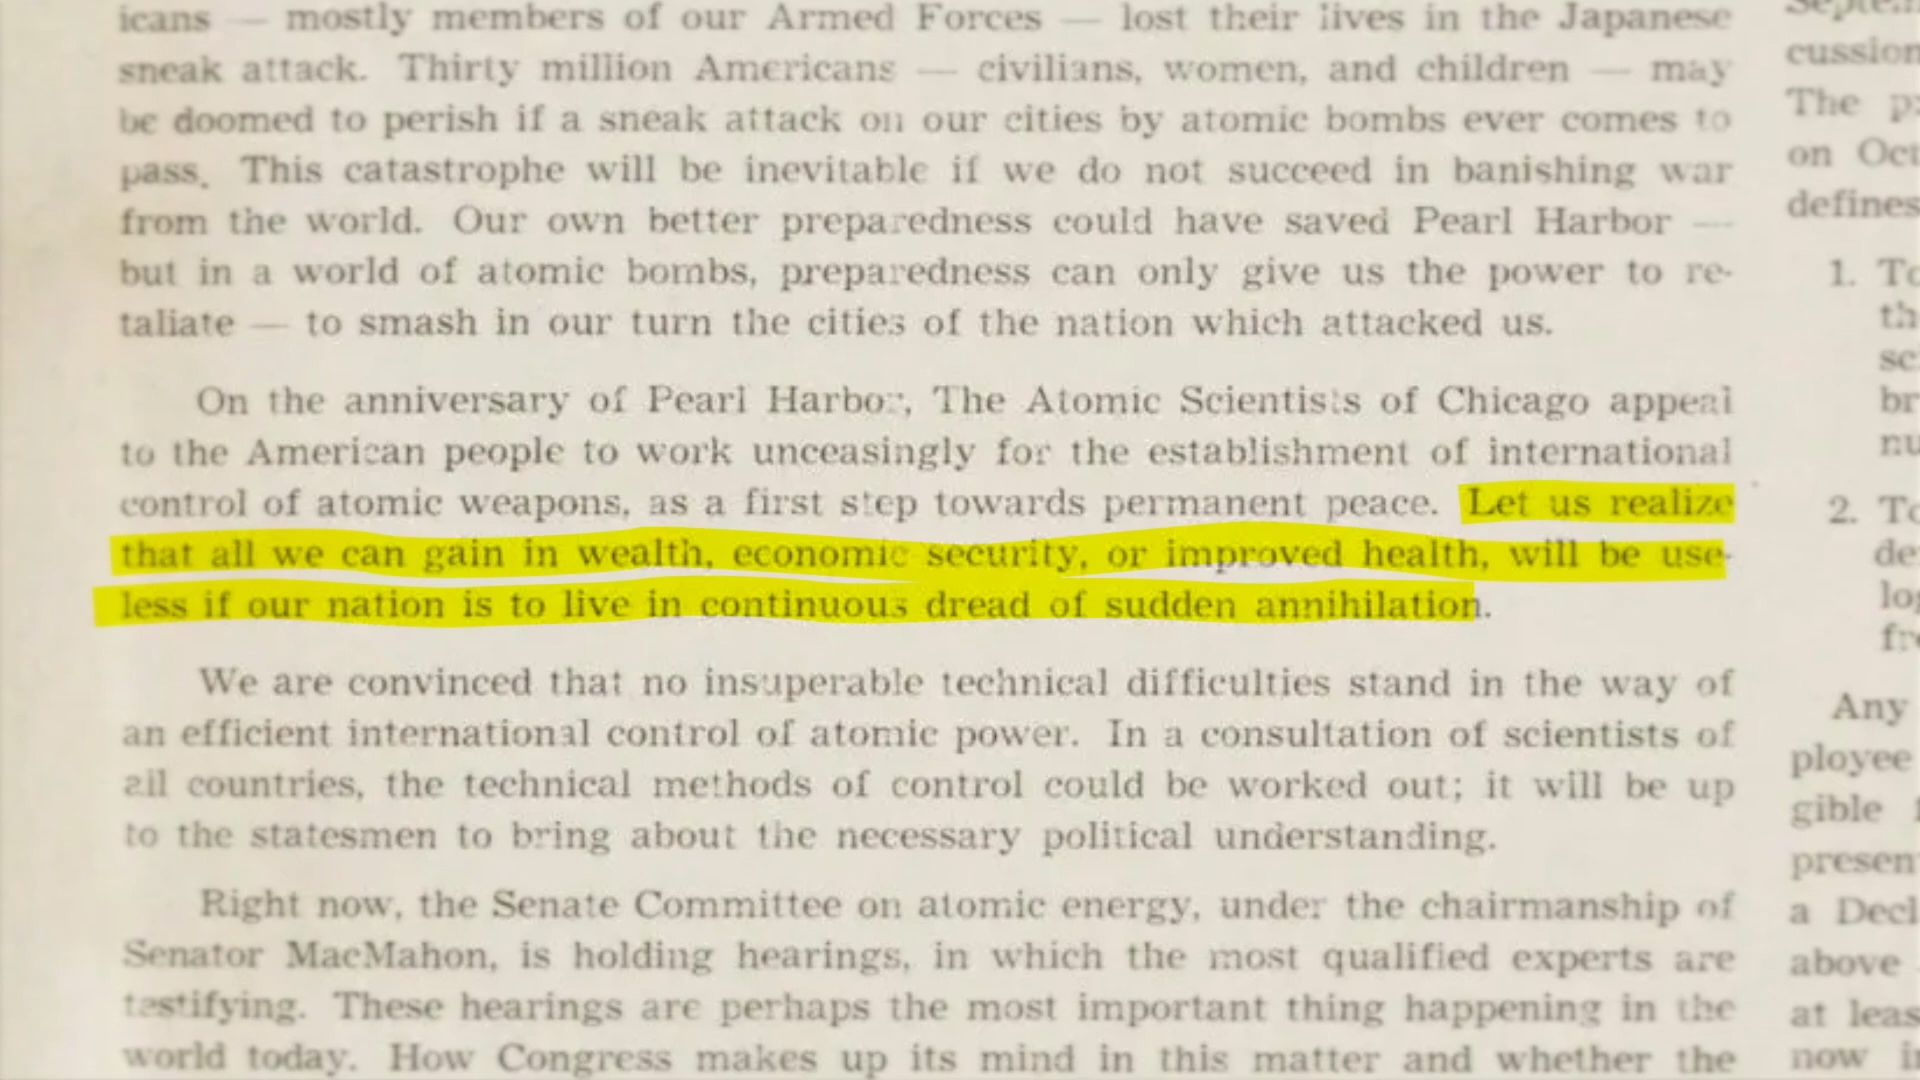 icans — mostly members of our Armed Forces — lost their lives in the Japanese
sneak attack. Thirty million Americans — civilians, women, and children — may
be doomed to perish if a sneak attack on our cities by atomic bombs ever comes to
pass. This catastrophe will be inevitable if we do not succeed in banishing war
from the world. Our own better preparedness could have saved Pearl Harbor —
but in a world of atomic bombs, preparedness can only give us the power to re-
taliate — to smash in our turn the cities of the nation which attacked us.
On the anniversary of Pearl Harbor, The Atomic Scientists of Chicago appeal
to the American people to work unceasingly for the establishment of international
control of atomic weapons, as a first step towards permanent peace. Let us realize
that all we can gain in wealth, economic security, or improved health, will be use-
less if our nation is to live in continuous dread of sudden annihilation.
We are convinced that no insuperable technical difficulties stand in the way of
an efficient international control of atomic power. In a consultation of scientists of
all countries, the technical methods of control could be worked out; it will be up
to the statesmen to bring about the necessary political understanding.
Right now, the Senate Committee on atomic energy, under the chairmanship of
Senator MacMahon, is holding hearings, in which the most qualified experts are
testifying. These hearings are perhaps the most important thing happening in the
world today. How Congress makes up its mind in this matter and whether the
cussion
The
on Oct
defines
1. To
th
sc
br
nu
2. To
de
lo
fr
Any
ployee
gible
presen
a Decl
above
at leas
now i